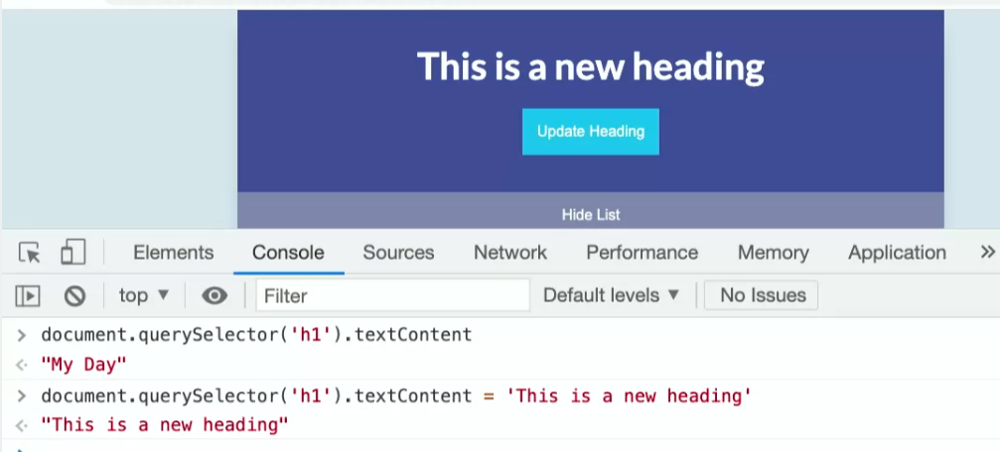 This is a new heading
Update Heading
Hide List
Elements Console Sources Network Performance Memory Application »
top ▼ Filter Default levels ▼ No Issues
> document.querySelector('h1').textContent
<· "My Day"
> document.querySelector('h1').textContent = 'This is a new heading'
<· "This is a new heading"